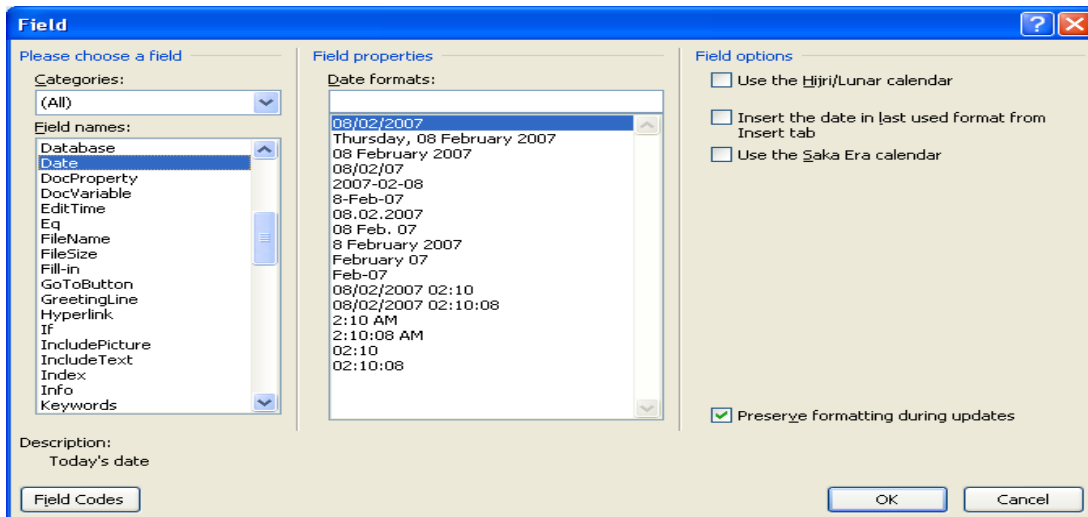 Field
Please choose a field
Categories:
(All)
Field names:
Database
Date
DocProperty
DocVariable
EditTime
Eq
FileName
FileSize
Fill-in
GoToButton
GreetingLine
Hyperlink
If
IncludePicture
IncludeText
Index
Info
Keywords
Description:
Today's date
Field Codes
Field properties
Date formats:
08/02/2007
Thursday, 08 February 2007
08 February 2007
08/02/07
2007-02-08
8-Feb-07
08.02.2007
08 Feb. 07
8 February 2007
February 07
Feb-07
08/02/2007 02:10
08/02/2007 02:10:08
2:10 AM
2:10:08 AM
02:10
02:10:08
Field options
Use the Hijri/Lunar calendar
Insert the date in last used format from
Insert tab
Use the Saka Era calendar
Preserve formatting during updates
OK
Cancel